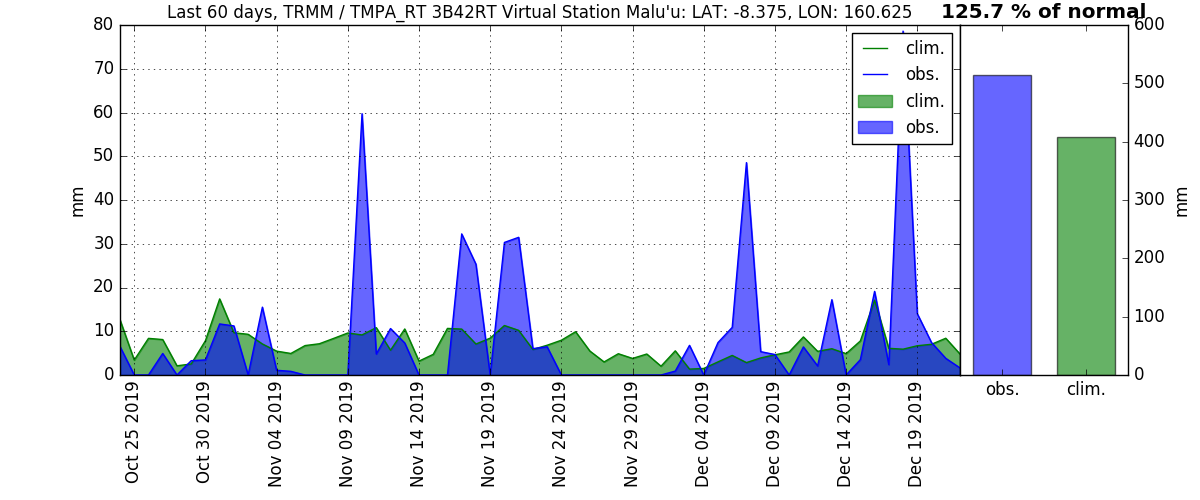 Last 60 days, TRMM / TMPA_RT 3B42RT Virtual Station Malu'u: LAT: -8.375, LON: 160.625
125.7 % of normal
80
70
60
50
40
30
20
10
0
mm
clim.
obs.
clim.
obs.
Oct 25 2019
Oct 30 2019
Nov 04 2019
Nov 09 2019
Nov 14 2019
Nov 19 2019
Nov 24 2019
Nov 29 2019
Dec 04 2019
Dec 09 2019
Dec 14 2019
Dec 19 2019
600
500
400
300
200
100
0
mm
obs.
clim.